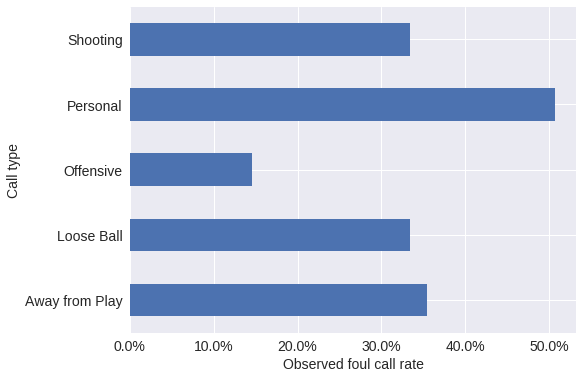 Shooting
Personal
Offensive
Loose Ball
Away from Play
Call type
0.0% 10.0% 20.0% 30.0% 40.0% 50.0%
Observed foul call rate